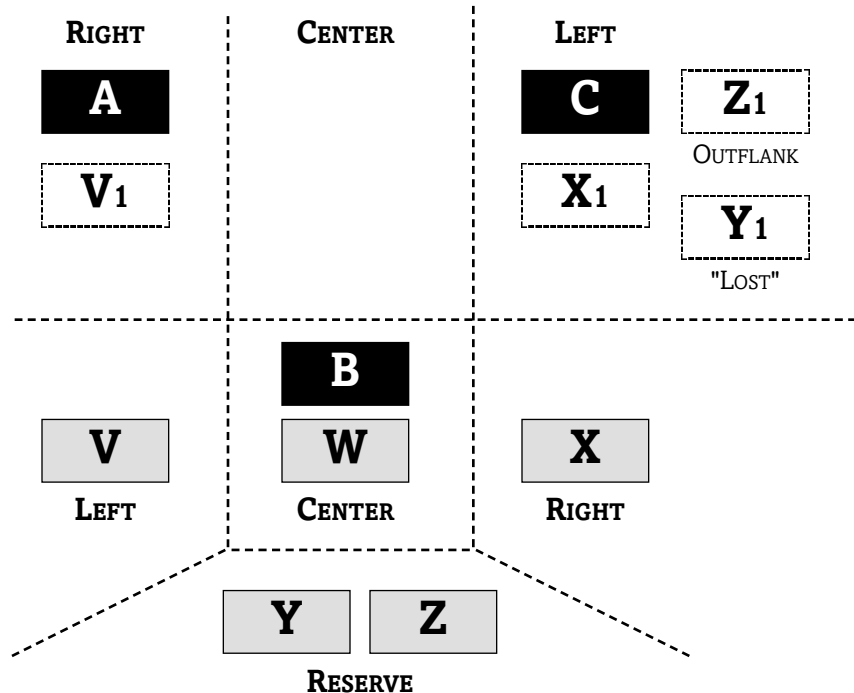 RIGHT CENTER LEFT
A C Z1
OUTFLANK
V1 X1 Y1
"LOST"
B
V W X
LEFT CENTER RIGHT
Y Z
RESERVE